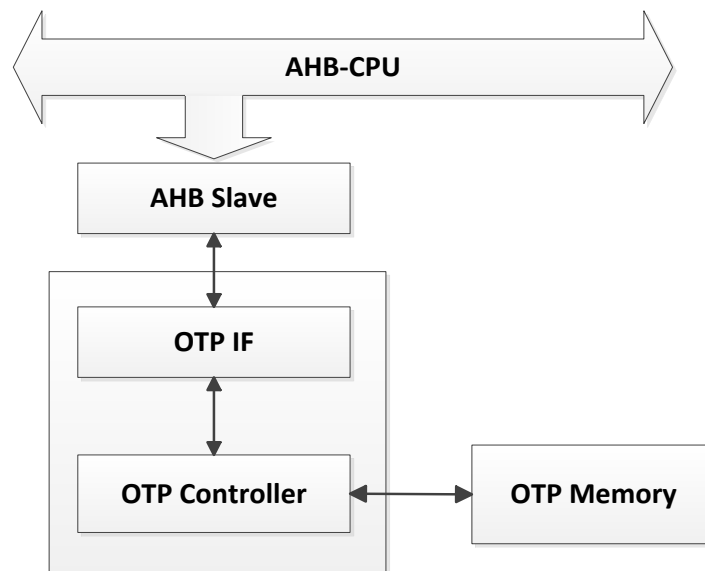 AHB-CPU
AHB Slave
OTP IF
OTP Controller
OTP Memory